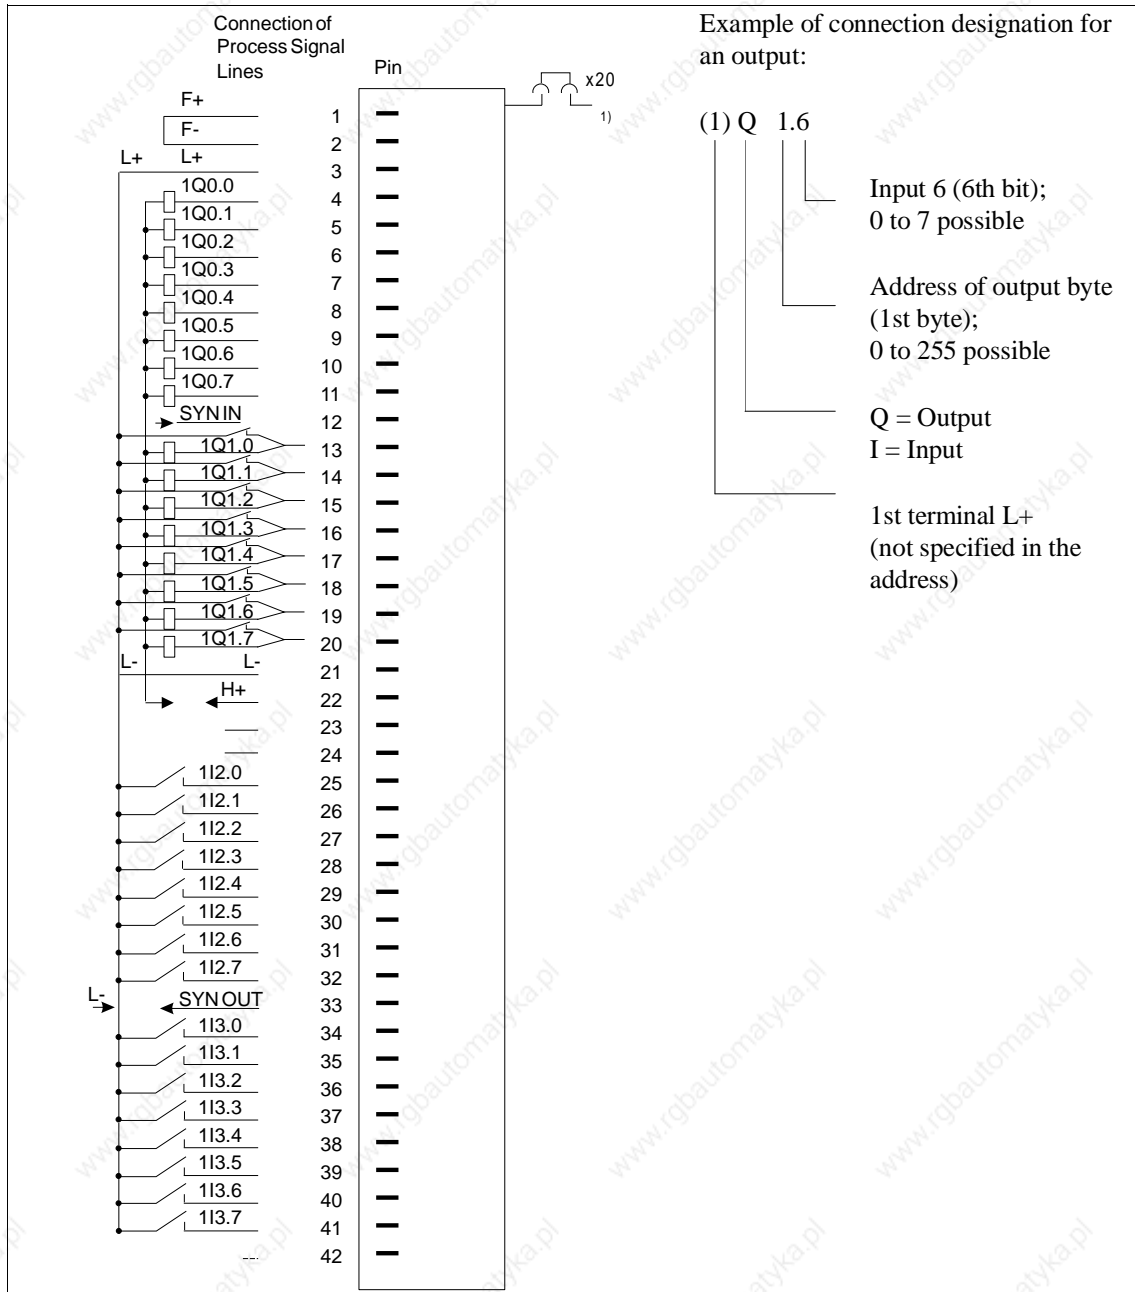 Connection of
Process Signal
Lines
Pin
x20
1)
F+
1
F-
2
L+ L+
3
1Q0.0
4
1Q0.1
5
1Q0.2
6
1Q0.3
7
1Q0.4
8
1Q0.5
9
1Q0.6
10
1Q0.7
11
SYN IN
12
1Q1.0
13
1Q1.1
14
1Q1.2
15
1Q1.3
16
1Q1.4
17
1Q1.5
18
1Q1.6
19
1Q1.7
20
L- L-
21
H+
22
23
24
1I2.0
25
1I2.1
26
1I2.2
27
1I2.3
28
1I2.4
29
1I2.5
30
1I2.6
31
1I2.7
32
L- SYN OUT
33
1I3.0
34
1I3.1
35
1I3.2
36
1I3.3
37
1I3.4
38
1I3.5
39
1I3.6
40
1I3.7
41
42
Example of connection designation for
an output:
(1) Q 1.6
Input 6 (6th bit);
0 to 7 possible
Address of output byte
(1st byte);
0 to 255 possible
Q = Output
I = Input
1st terminal L+
(not specified in the
address)
www.rgbautomatyka.pl